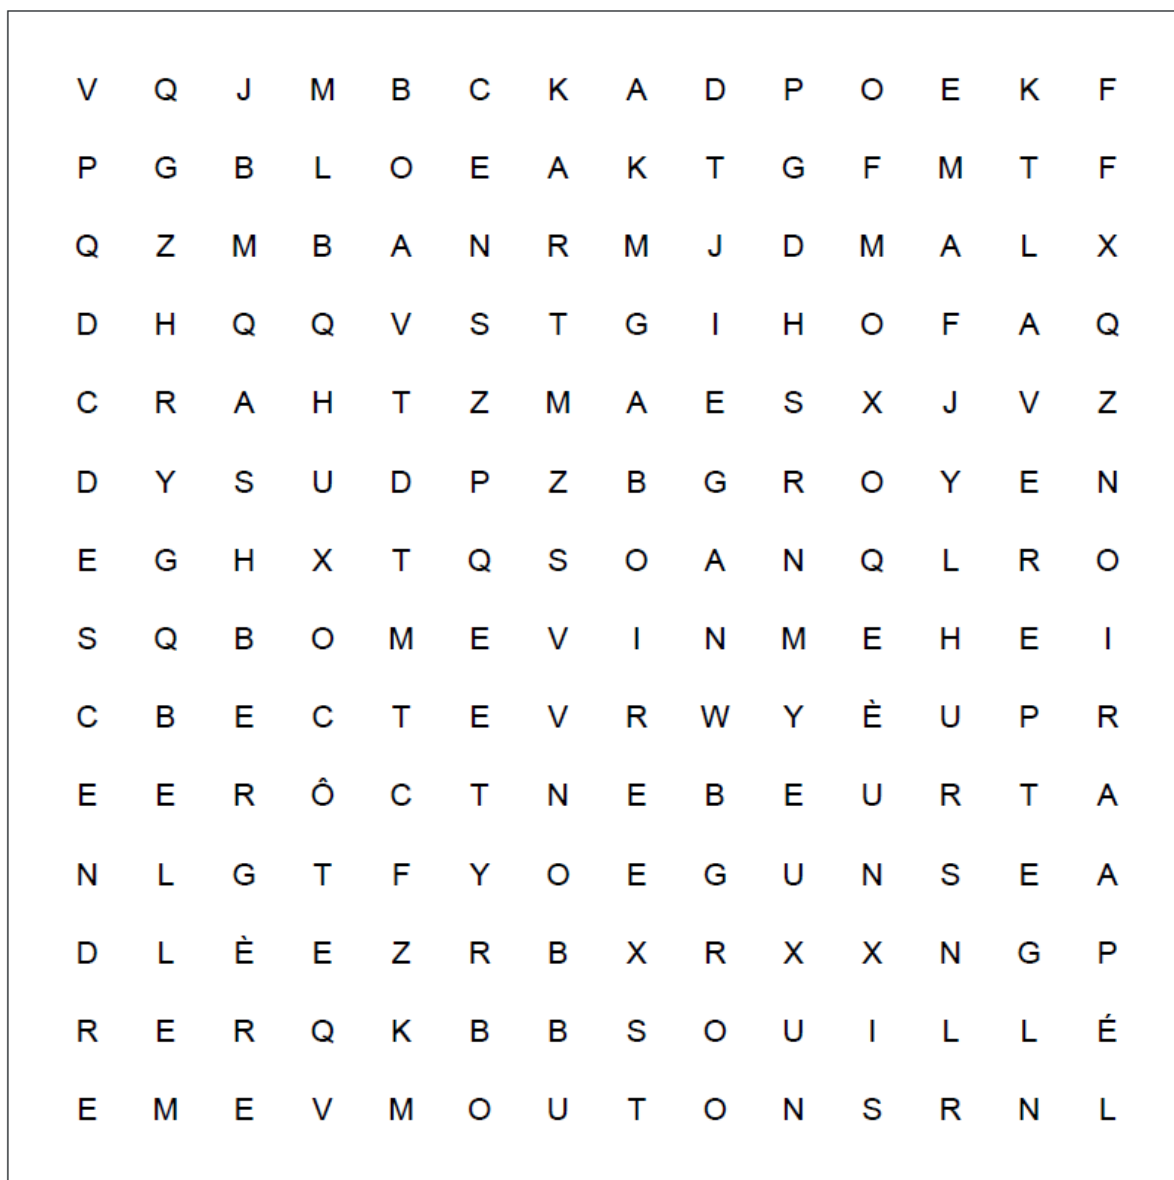 V Q J M B C K A D P O E K F
P G B L O E A K T G F M T F
Q Z M B A N R M J D M A L X
D H Q Q V S T G I H O F A Q
C R A H T Z M A E S X J V Z
D Y S U D P Z B G R O Y E N
E G H X T Q S O A N Q L R O
S Q B O M E V I N M E H E I
C B E C T E V R W Y È U P R
E E R Ô C T N E B E U R T A
N L G T F Y O E G U N S E A
D L È E Z R B X R X X N G P
R E R Q K B B S O U I L L É
E M E V M O U T O N S R N L